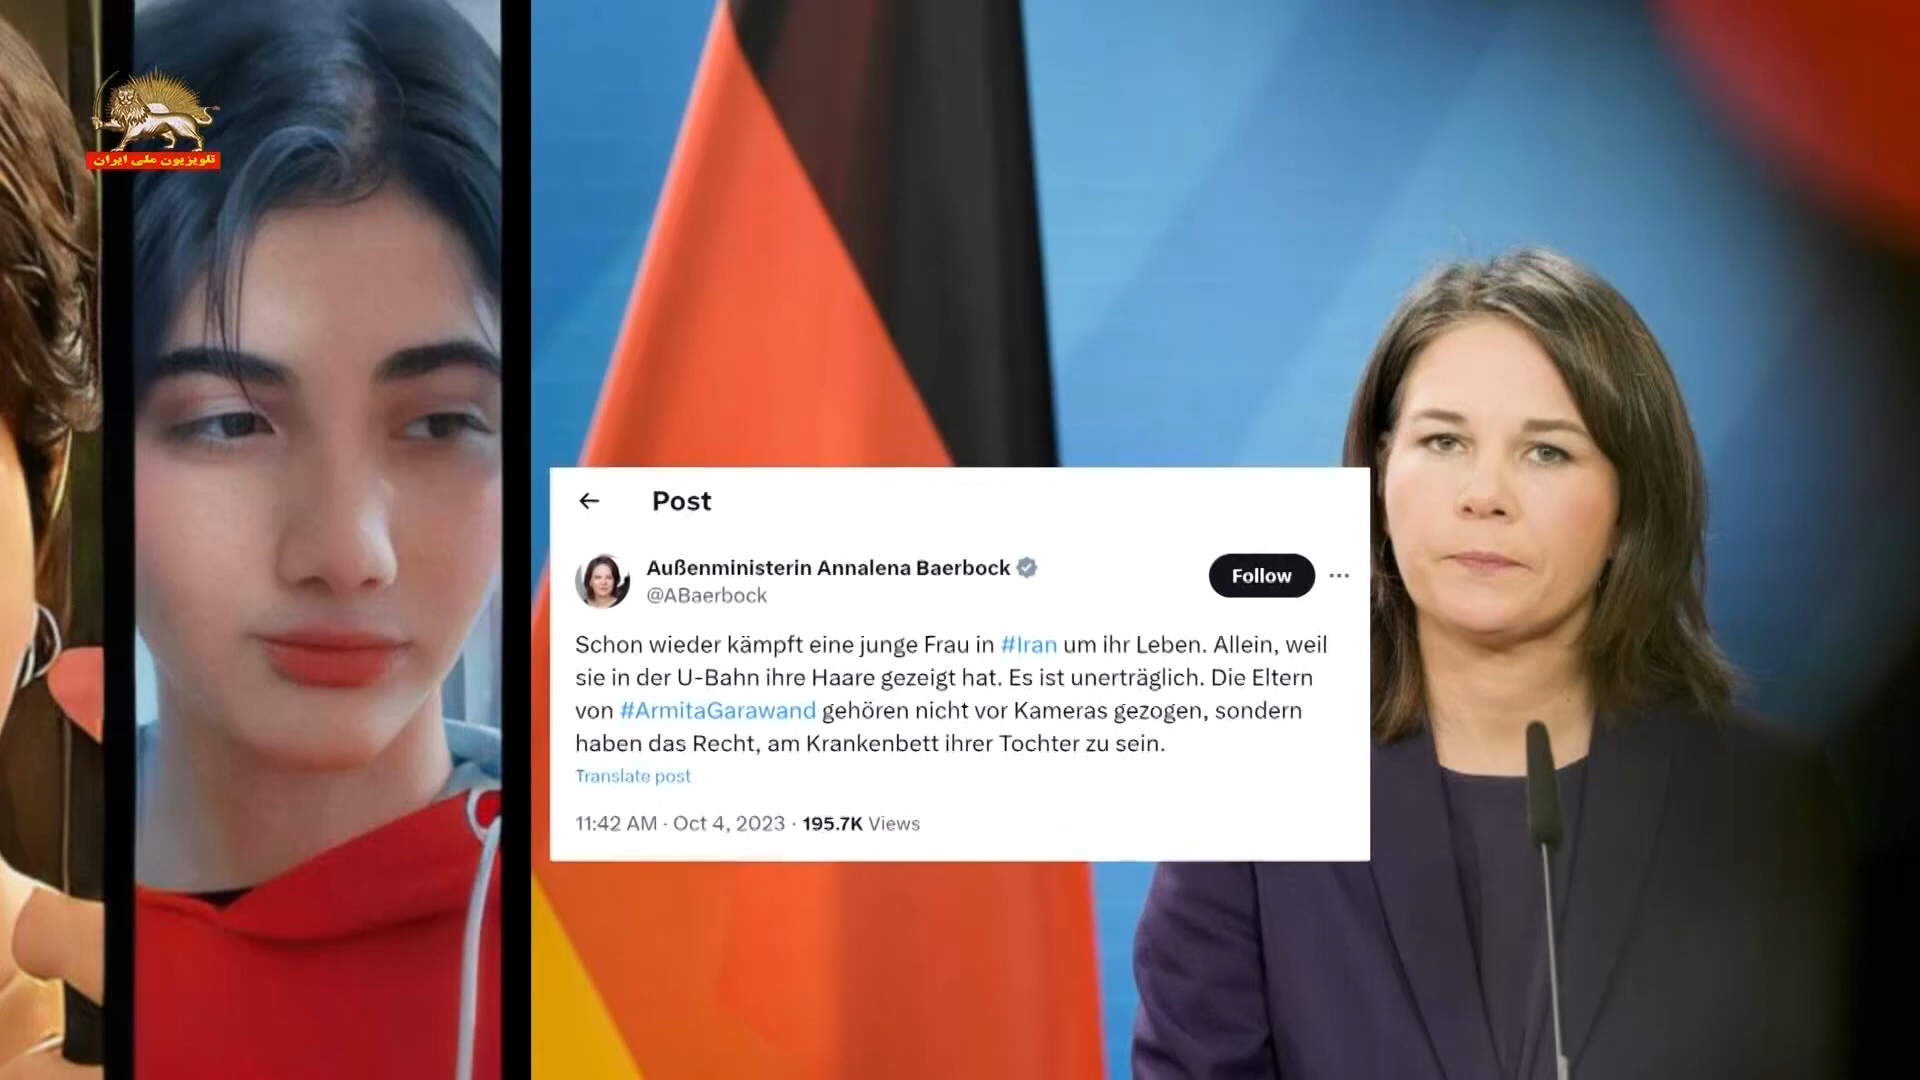 تلویزیون ملی ایران
Post
Außenministerin Annalena Baerbock
@ABaerbock
Follow
Schon wieder kämpft eine junge Frau in #Iran um ihr Leben. Allein, weil
sie in der U-Bahn ihre Haare gezeigt hat. Es ist unerträglich. Die Eltern
von #ArmitaGarawand gehören nicht vor Kameras gezogen, sondern
haben das Recht, am Krankenbett ihrer Tochter zu sein.
Translate post
11:42 AM · Oct 4, 2023 · 195.7K Views